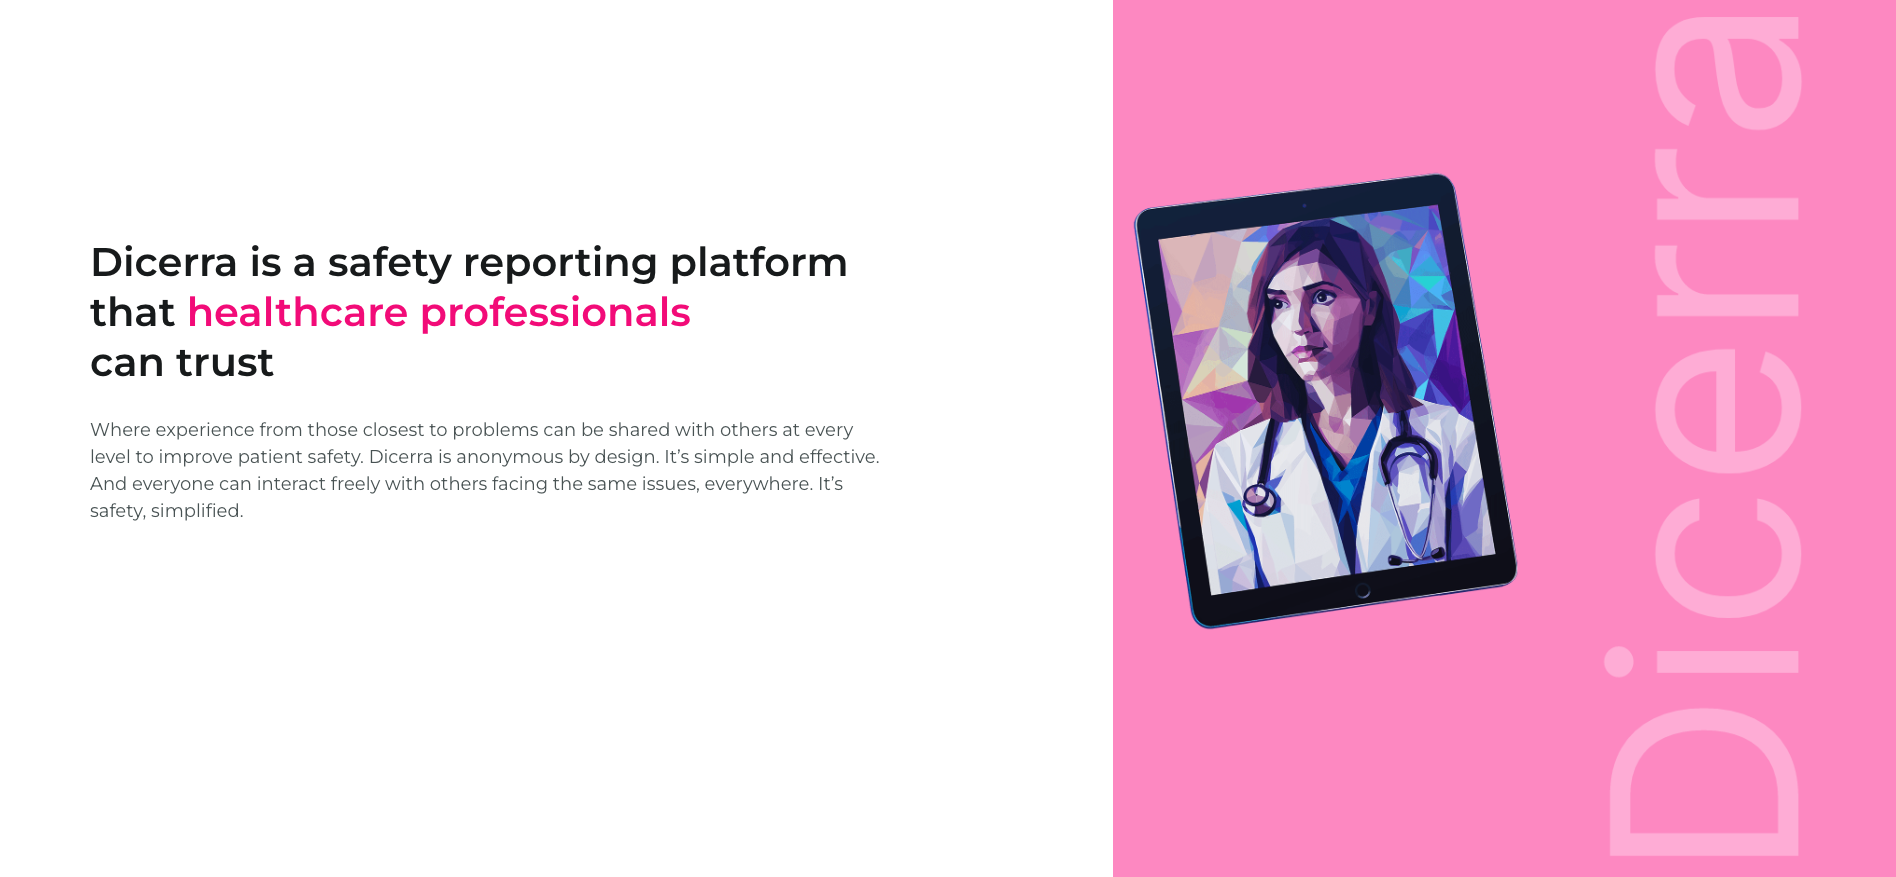 Dicerra is a safety reporting platform
that healthcare professionals
can trust
Where experience from those closest to problems can be shared with others at every
level to improve patient safety. Dicerra is anonymous by design. It’s simple and effective.
And everyone can interact freely with others facing the same issues, everywhere. It’s
safety, simplified.
Dicerra